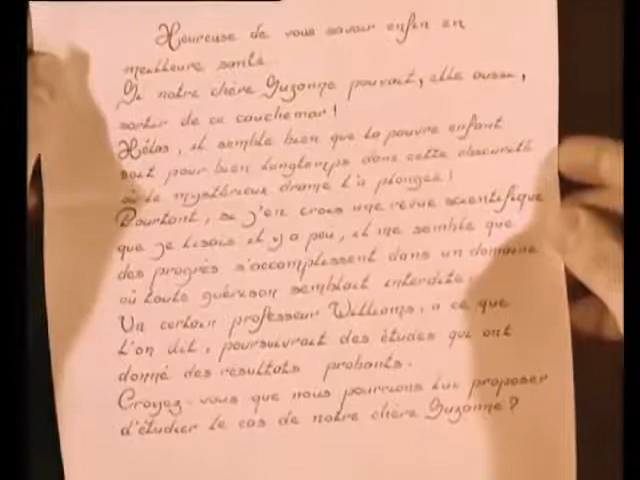 Heureuse de vous savoir enfin en
meilleure santé.
Si notre chère Suzanne pouvait, elle aussi,
sortir de ce cauchemar !
Hélas, il semble bien que la pauvre enfant
soit pour bien longtemps dans cette obscurité
où le mystérieux drame l'a plongée !
Pourtant, si j'en crois une revue scientifique
que je lisais il y a peu, il me semble que
des progrès s'accomplissent dans un domaine
où toute guérison semblait interdite.
Un certain professeur Williams, à ce que
l'on dit, poursuivrait des études qui ont
donné des résultats probants.
Croyez-vous que nous pourrions lui proposer
d'étudier le cas de notre chère Suzanne ?